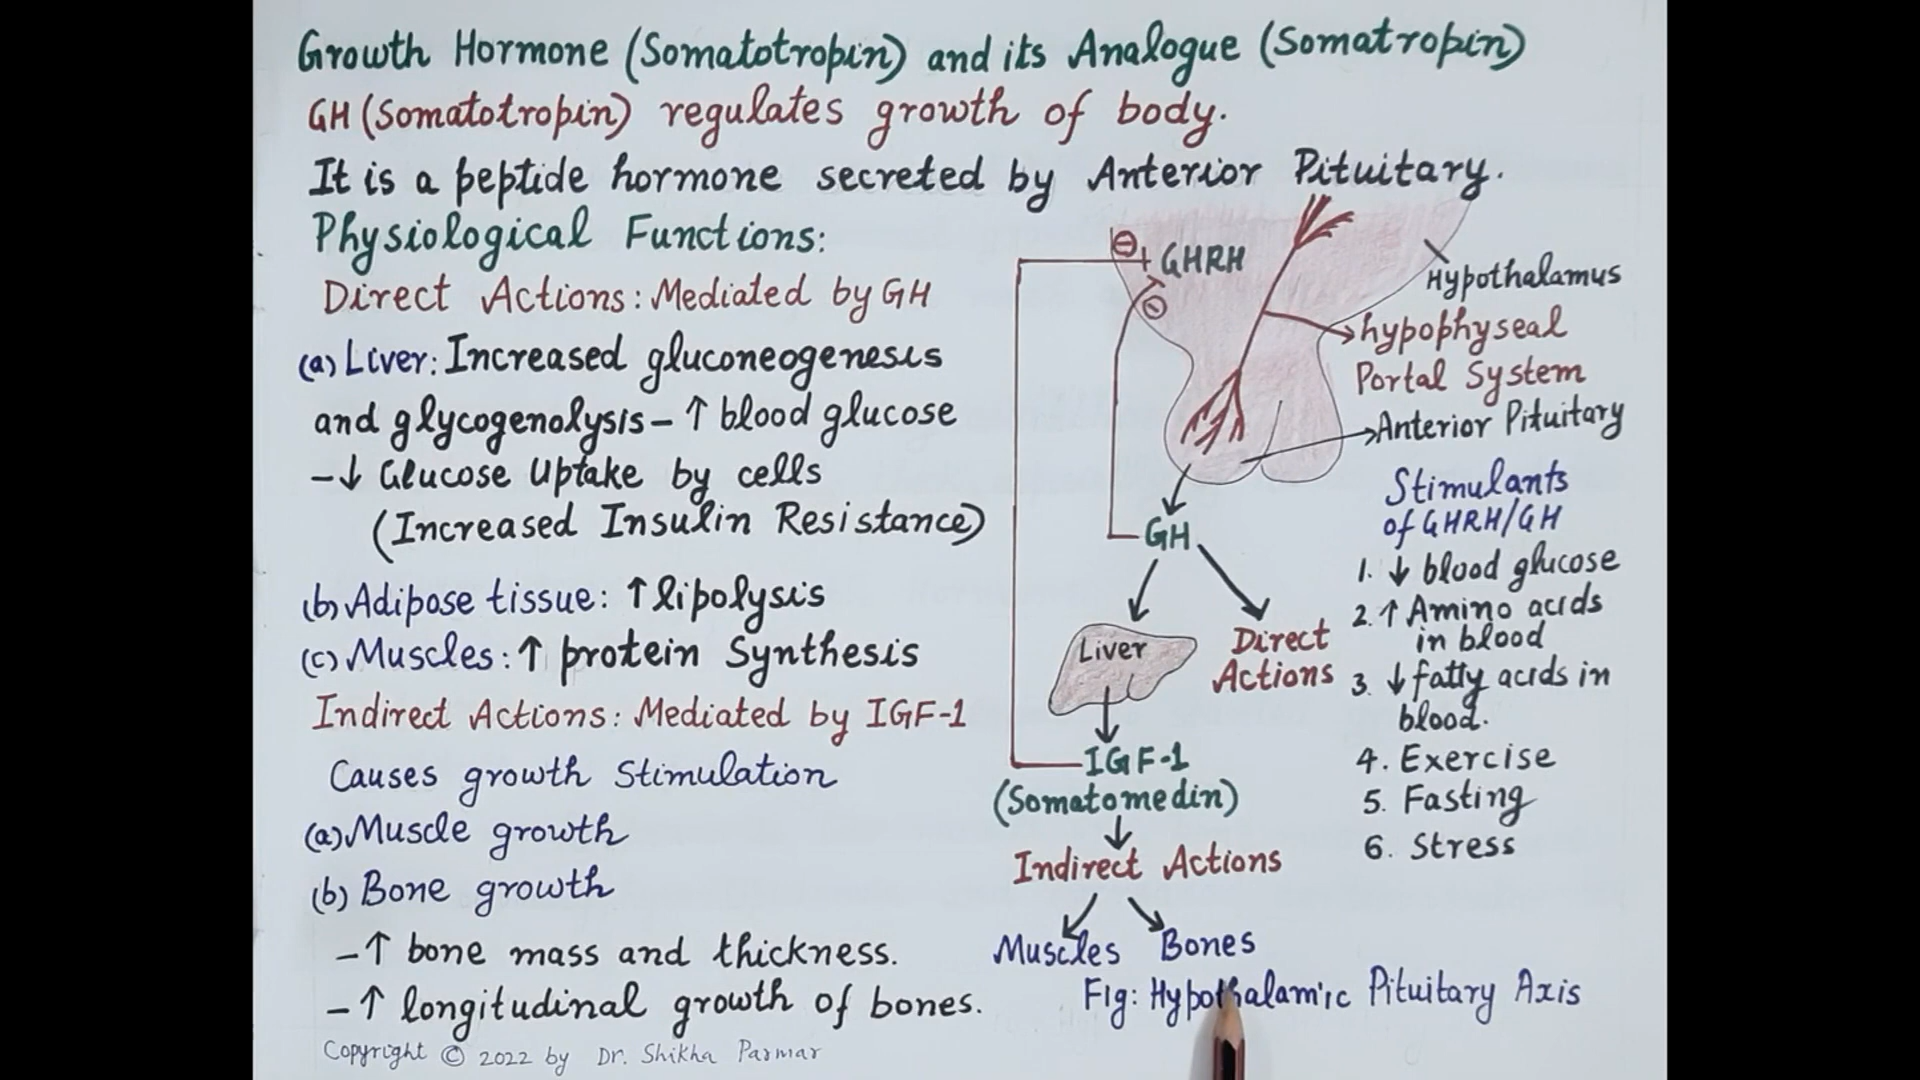 Growth Hormone (Somatotropin) and its Analogue (Somatropin)
GH (Somatotropin) regulates growth of body.
It is a peptide hormone secreted by Anterior Pituitary.
Physiological Functions:
Direct Actions: Mediated by GH
(a) Liver: Increased gluconeogenesis
and glycogenolysis - ↑ blood glucose
- ↓ Glucose Uptake by cells
(Increased Insulin Resistance)
(b) Adipose tissue: ↑ lipolysis
(c) Muscles: ↑ protein Synthesis
Indirect Actions: Mediated by IGF-1
Causes growth Stimulation
(a) Muscle growth
(b) Bone growth
- ↑ bone mass and thickness.
- ↑ longitudinal growth of bones.
Copyright © 2022 by Dr. Shikha Parmar
⊖
GHRH
⊖
Hypothalamus
hypophyseal
Portal System
Anterior Pituitary
GH
Liver
Direct
Actions
IGF-1
(Somatomedin)
Indirect Actions
Muscles Bones
Fig: Hypothalamic Pituitary Axis
Stimulants
of GHRH/GH
1. ↓ blood glucose
2. ↑ Amino acids
in blood
3. ↓ fatty acids in
blood.
4. Exercise
5. Fasting
6. Stress